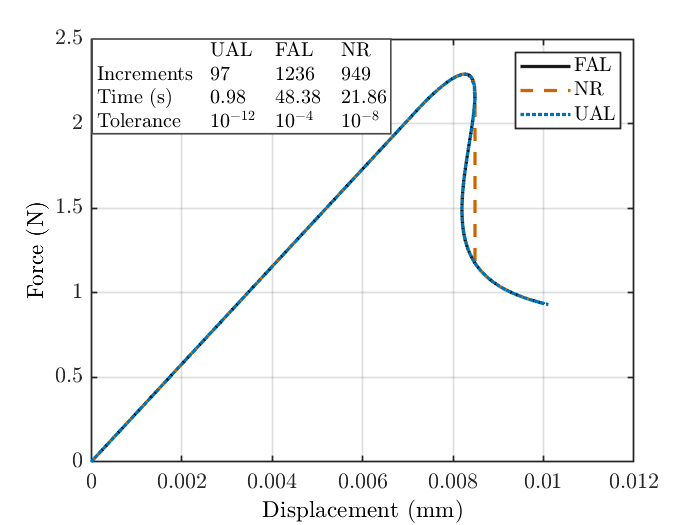 UAL FAL NR
Increments 97 1236 949
Time (s) 0.98 48.38 21.86
Tolerance 10⁻¹² 10⁻⁴ 10⁻⁸
FAL
NR
UAL
2.5
2
1.5
1
0.5
0
Force (N)
0 0.002 0.004 0.006 0.008 0.01 0.012
Displacement (mm)